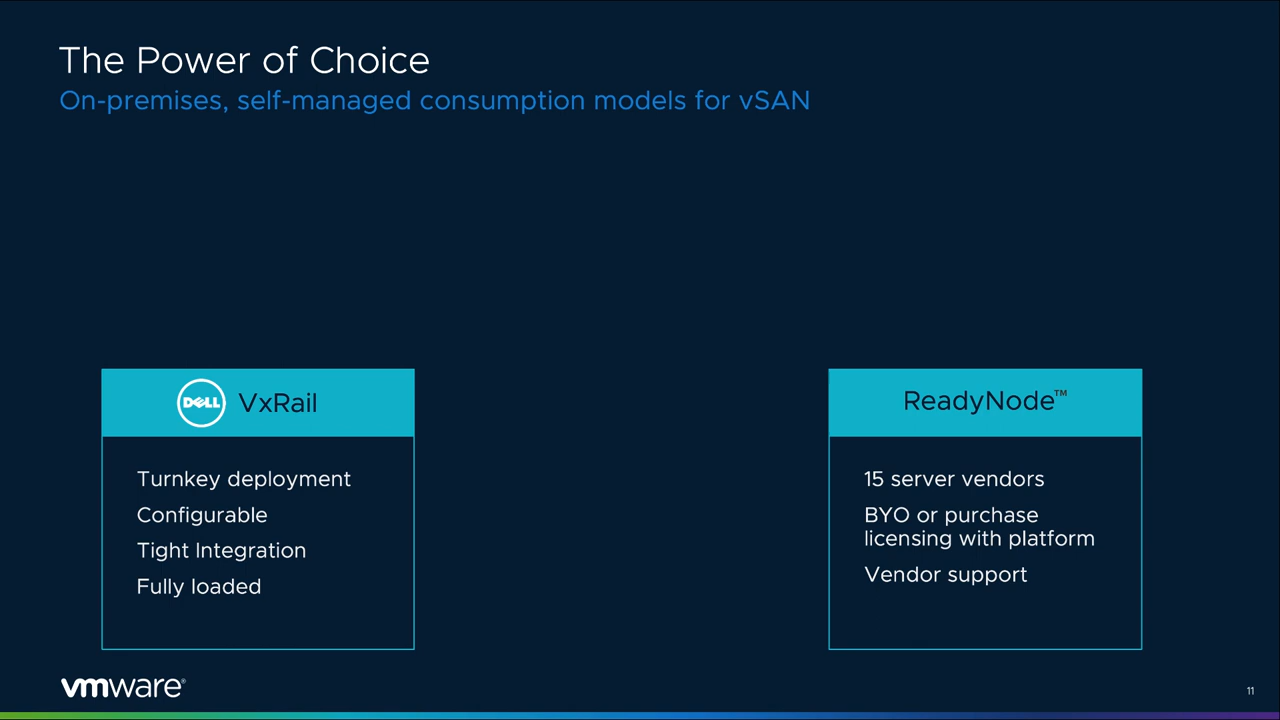 The Power of Choice
On-premises, self-managed consumption models for vSAN
DELL VxRail
Turnkey deployment
Configurable
Tight Integration
Fully loaded
ReadyNode™
15 server vendors
BYO or purchase
licensing with platform
Vendor support
vmware®
11